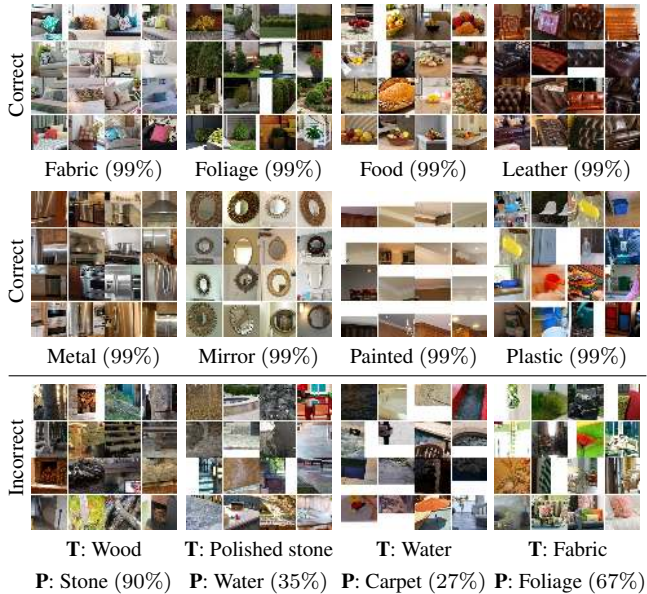 Correct
Fabric (99%) Foliage (99%) Food (99%) Leather (99%)
Correct
Metal (99%) Mirror (99%) Painted (99%) Plastic (99%)
Incorrect
T: Wood T: Polished stone T: Water T: Fabric
P: Stone (90%) P: Water (35%) P: Carpet (27%) P: Foliage (67%)